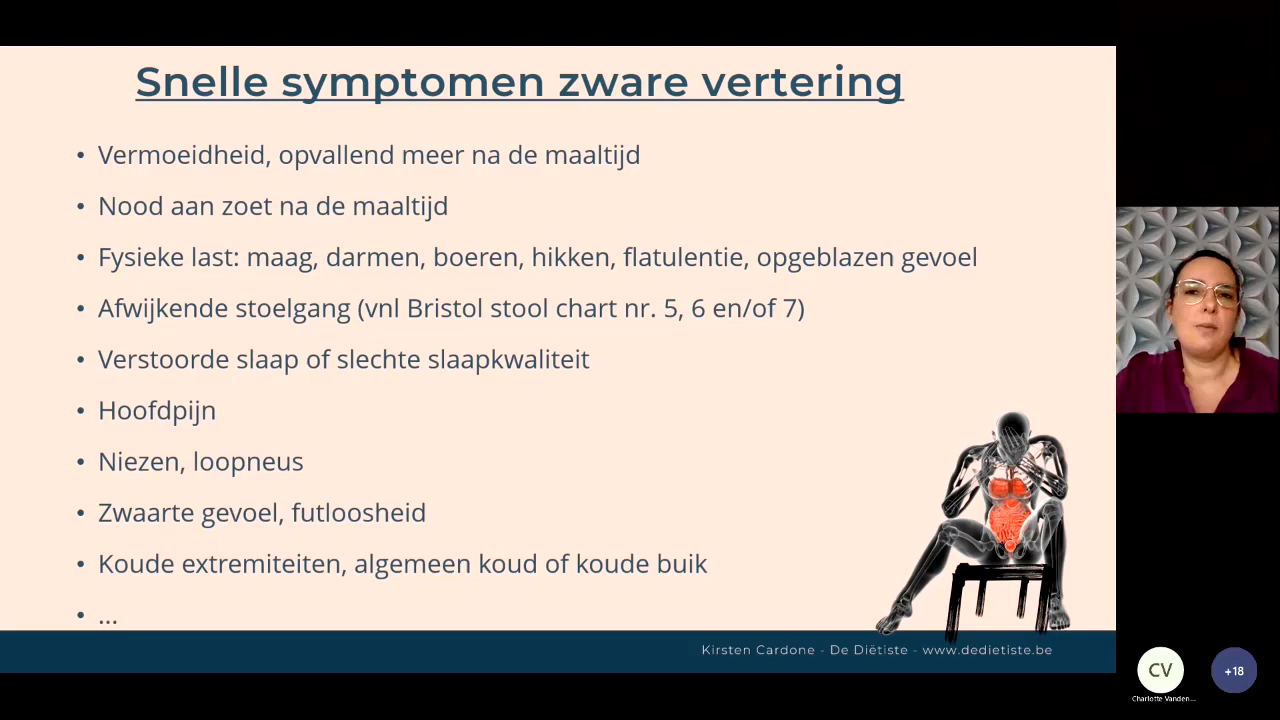 Snelle symptomen zware vertering
• Vermoeidheid, opvallend meer na de maaltijd
• Nood aan zoet na de maaltijd
• Fysieke last: maag, darmen, boeren, hikken, flatulentie, opgeblazen gevoel
• Afwijkende stoelgang (vnl Bristol stool chart nr. 5, 6 en/of 7)
• Verstoorde slaap of slechte slaapkwaliteit
• Hoofdpijn
• Niezen, loopneus
• Zwaarte gevoel, futloosheid
• Koude extremiteiten, algemeen koud of koude buik
• ...
Kirsten Cardone - De Diëtiste - www.dedietiste.be
CV
+18
Charlotte Vanden...